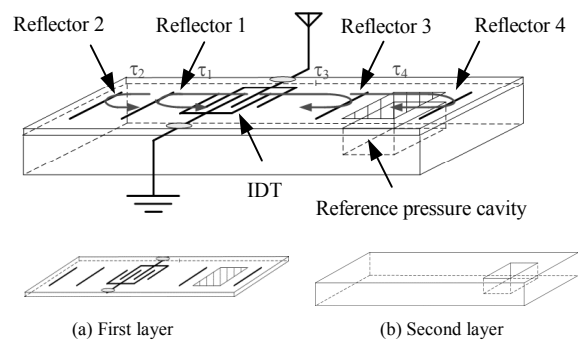 Reflector 2
Reflector 1
Reflector 3
Reflector 4
τ2
τ1
τ3
τ4
IDT
Reference pressure cavity
(a) First layer
(b) Second layer